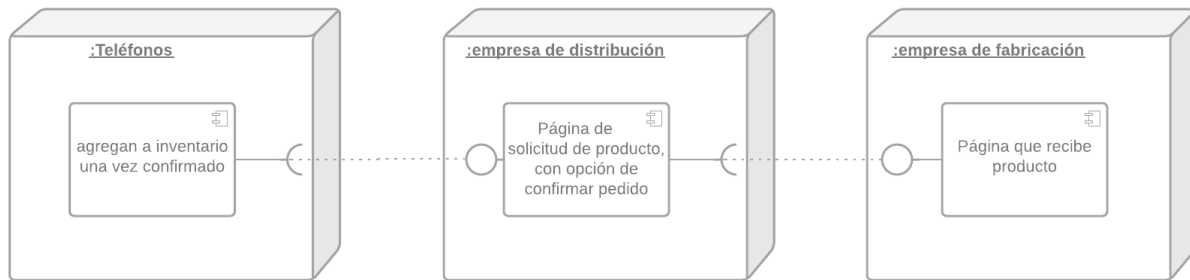 :Teléfonos
agregan a inventario
una vez confirmado
:empresa de distribución
Página de
solicitud de producto,
con opción de
confirmar pedido
:empresa de fabricación
Página que recibe
producto